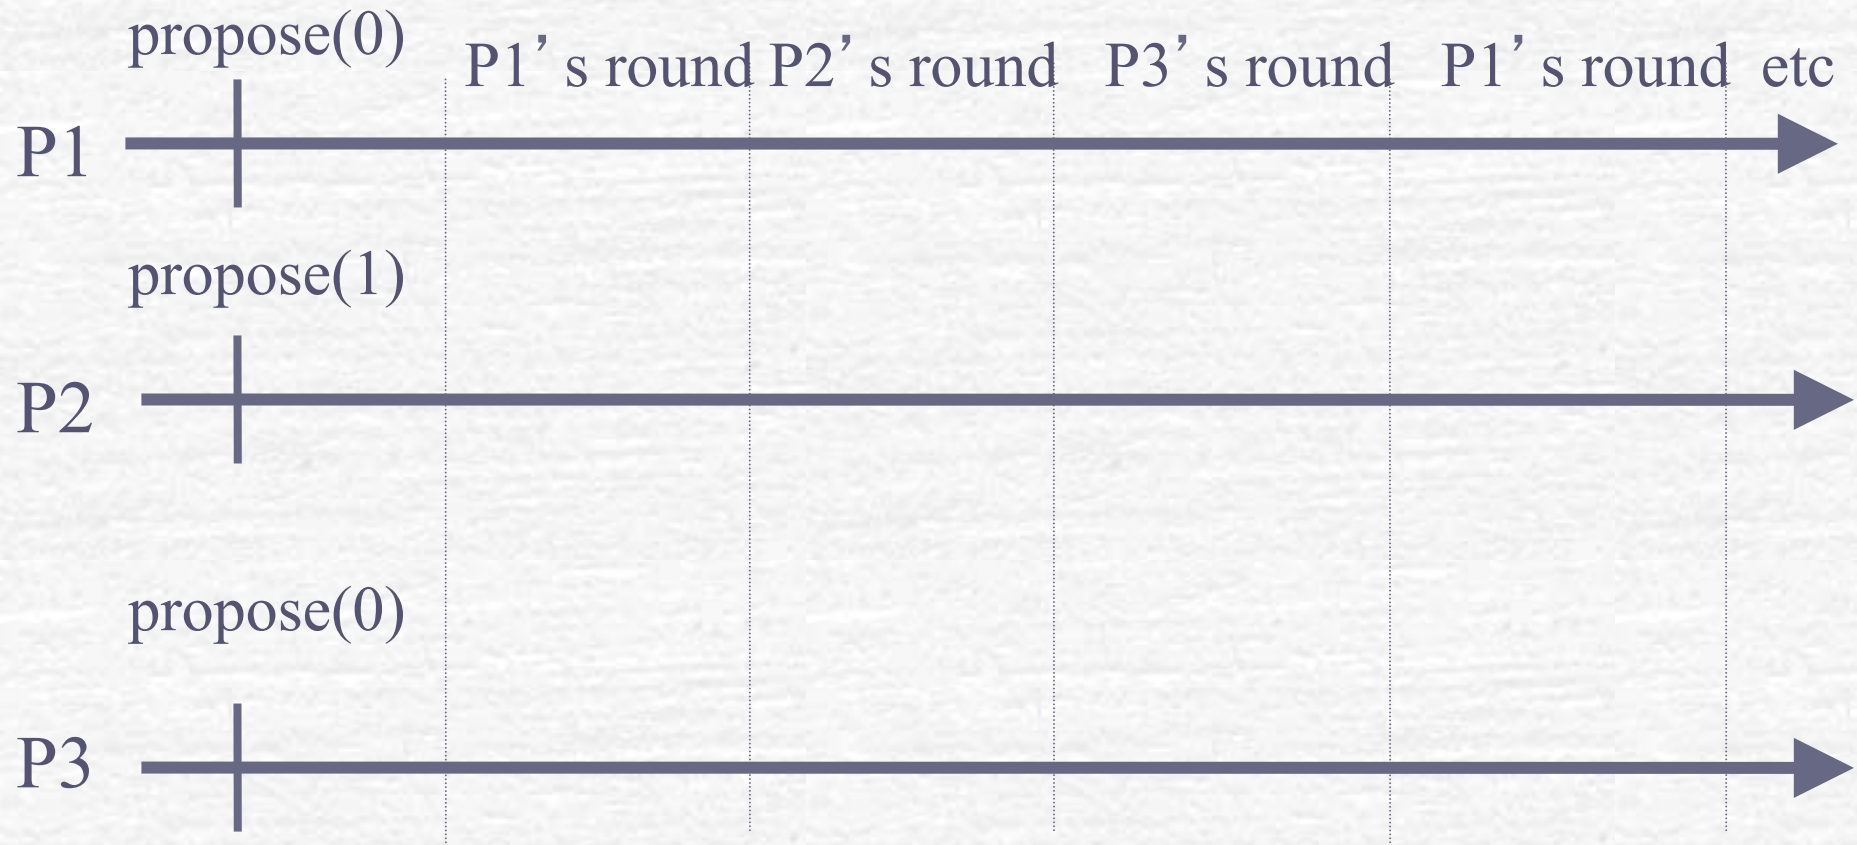 propose(0)
P1’s round P2’s round P3’s round P1’s round etc
P1
propose(1)
P2
propose(0)
P3